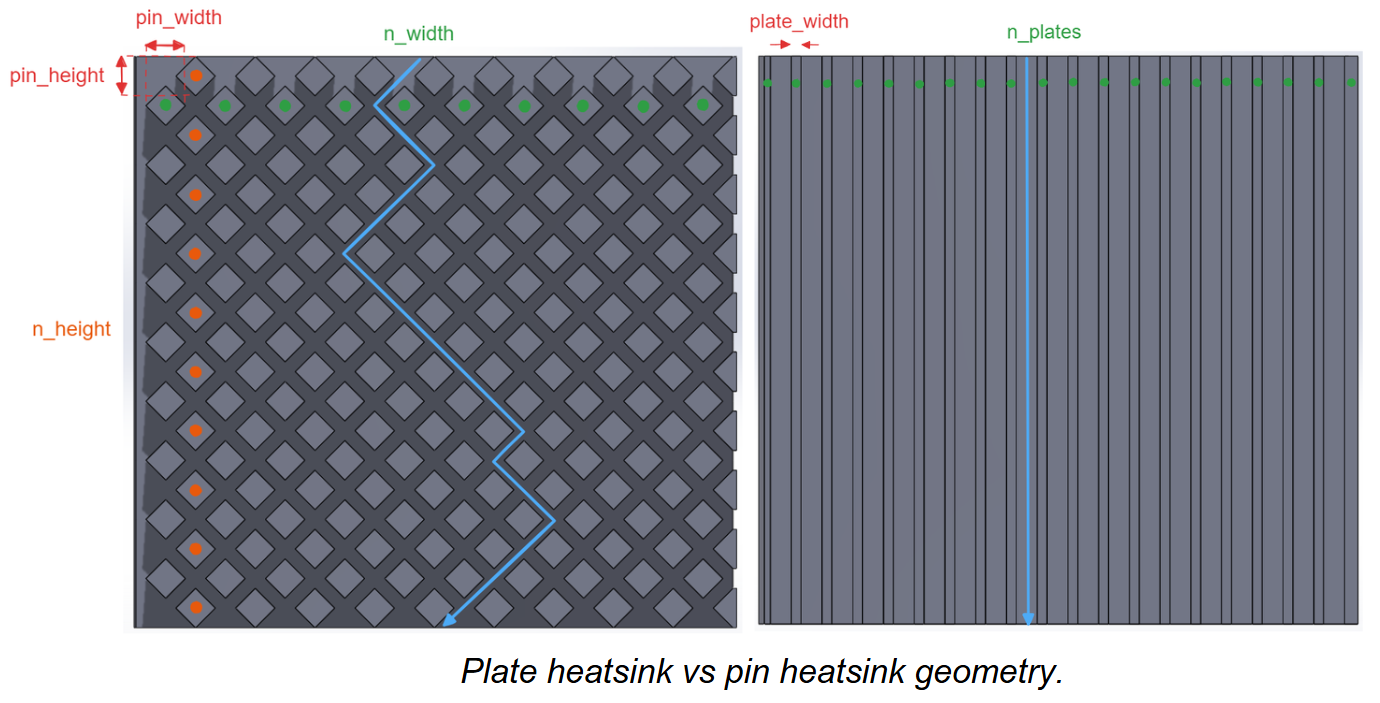 pin_width
n_width
pin_height
n_height
plate_width
n_plates
Plate heatsink vs pin heatsink geometry.